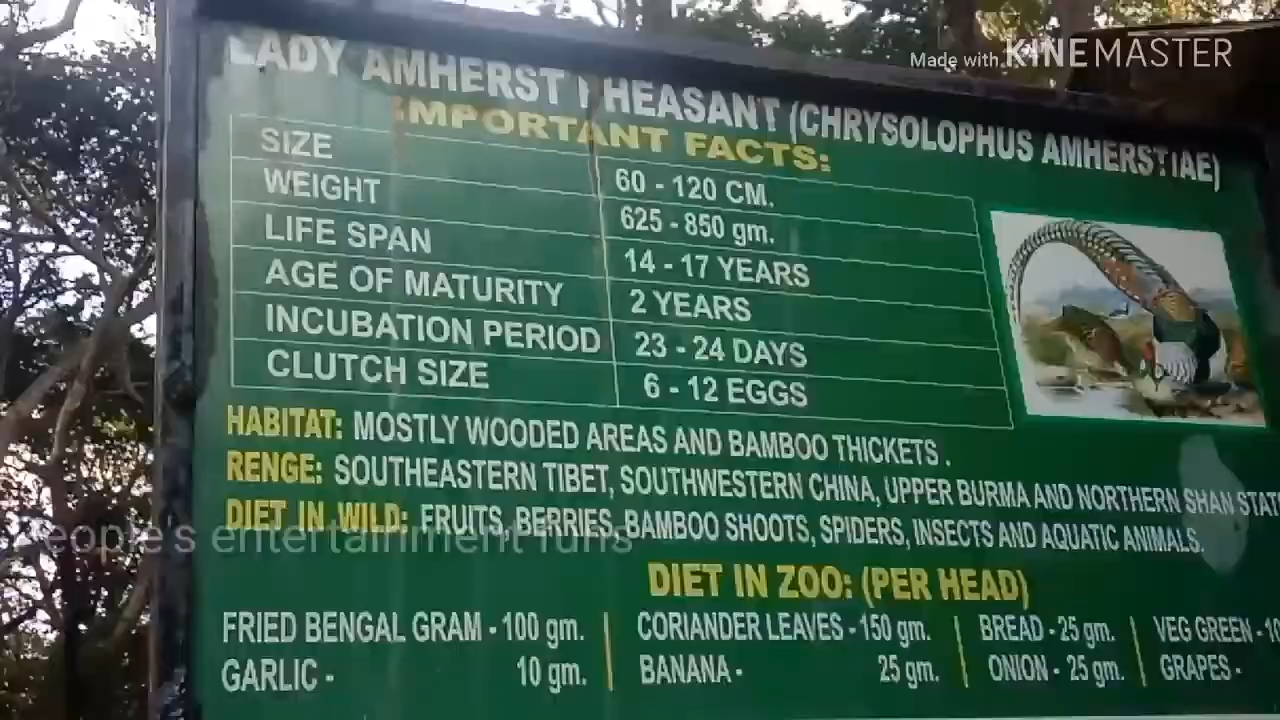 Made with KINEMASTER
LADY AMHERST PHEASANT (CHRYSOLOPHUS AMHERSTIAE)
IMPORTANT FACTS:
SIZE 60 - 120 CM.
WEIGHT 625 - 850 gm.
LIFE SPAN 14 - 17 YEARS
AGE OF MATURITY 2 YEARS
INCUBATION PERIOD 23 - 24 DAYS
CLUTCH SIZE 6 - 12 EGGS
HABITAT: MOSTLY WOODED AREAS AND BAMBOO THICKETS .
RENGE: SOUTHEASTERN TIBET, SOUTHWESTERN CHINA, UPPER BURMA AND NORTHERN SHAN STAT
DIET IN WILD: FRUITS, BERRIES, BAMBOO SHOOTS, SPIDERS, INSECTS AND AQUATIC ANIMALS.
people's entertainment funs
DIET IN ZOO: (PER HEAD)
FRIED BENGAL GRAM - 100 gm. CORIANDER LEAVES - 150 gm. BREAD - 25 gm. VEG GREEN - 10
GARLIC - 10 gm. BANANA - 25 gm. ONION - 25 gm. GRAPES -